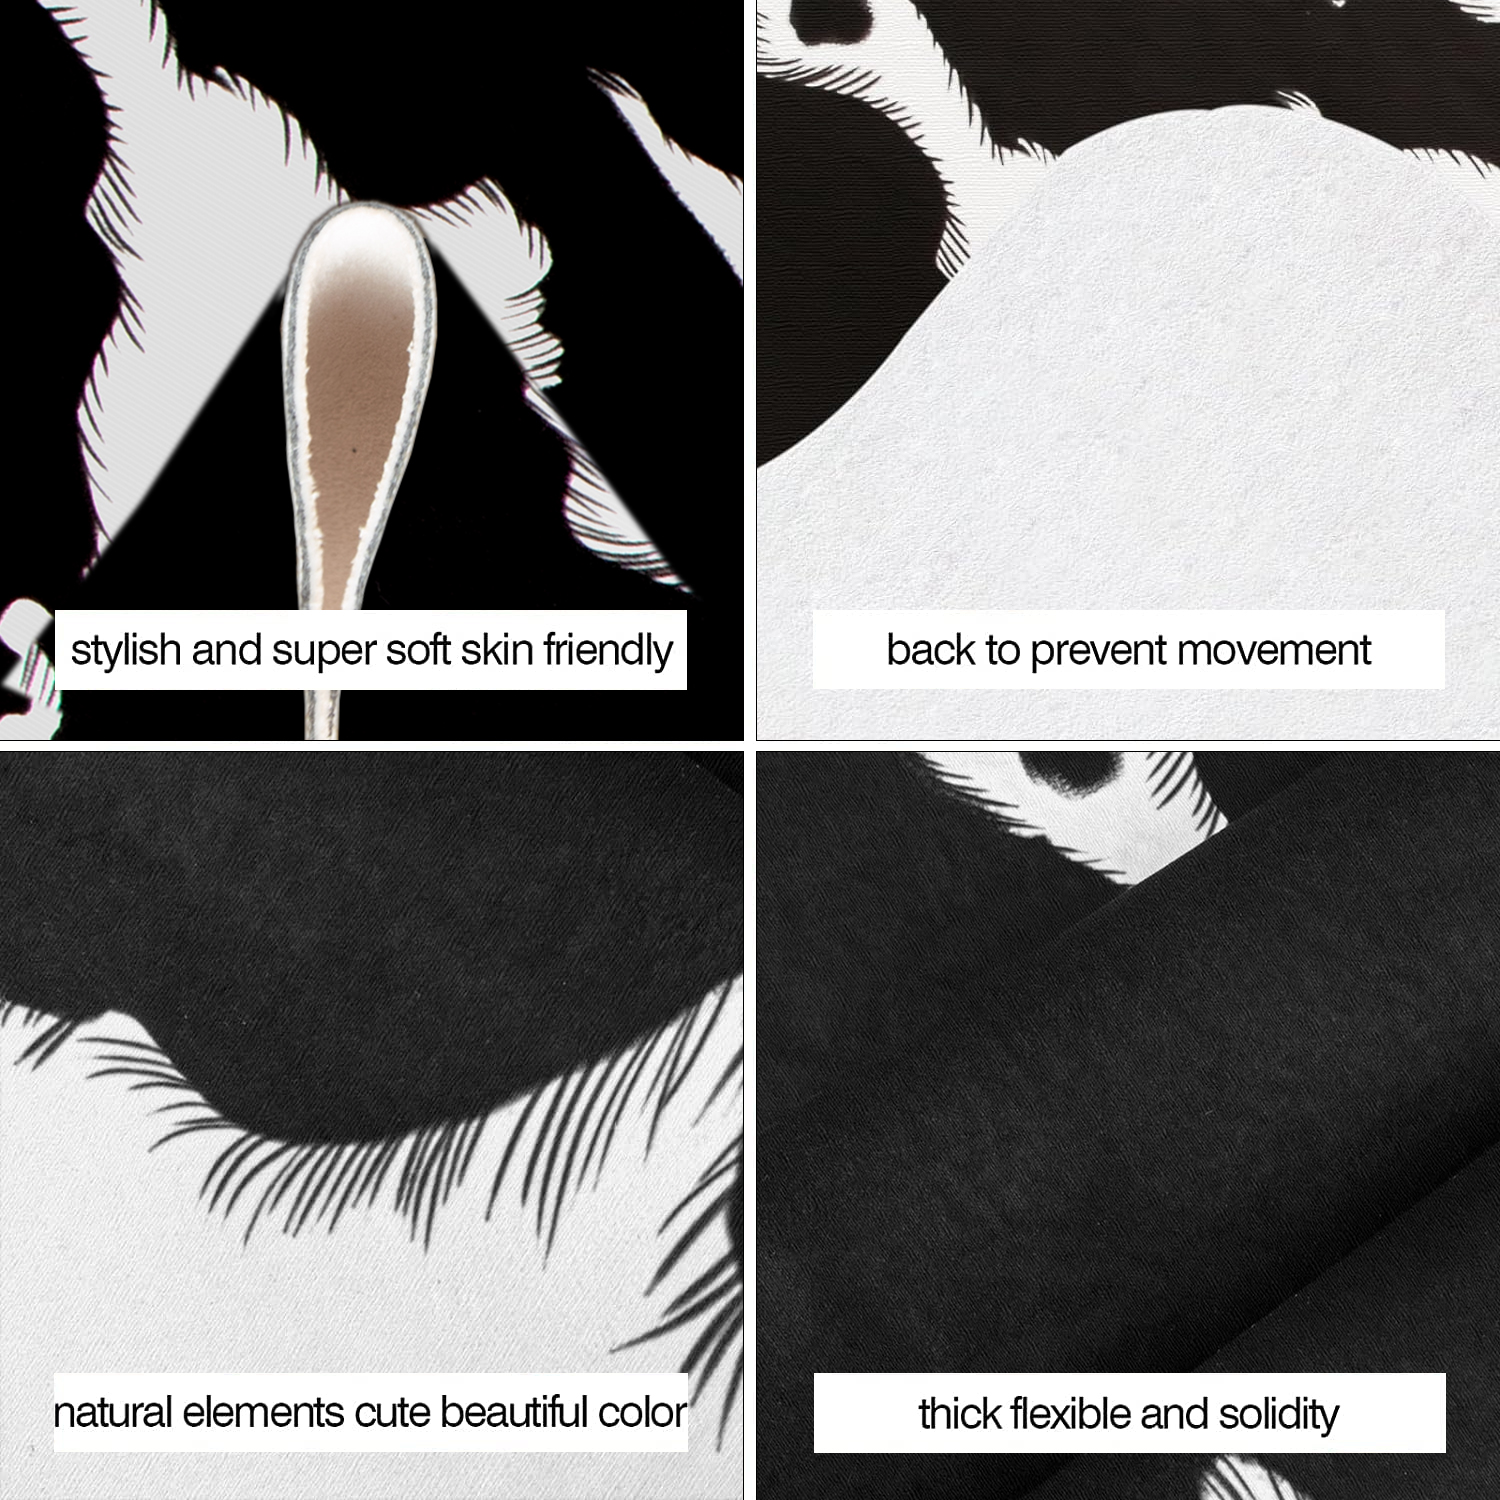 stylish and super soft skin friendly
back to prevent movement
natural elements cute beautiful color
thick flexible and solidity